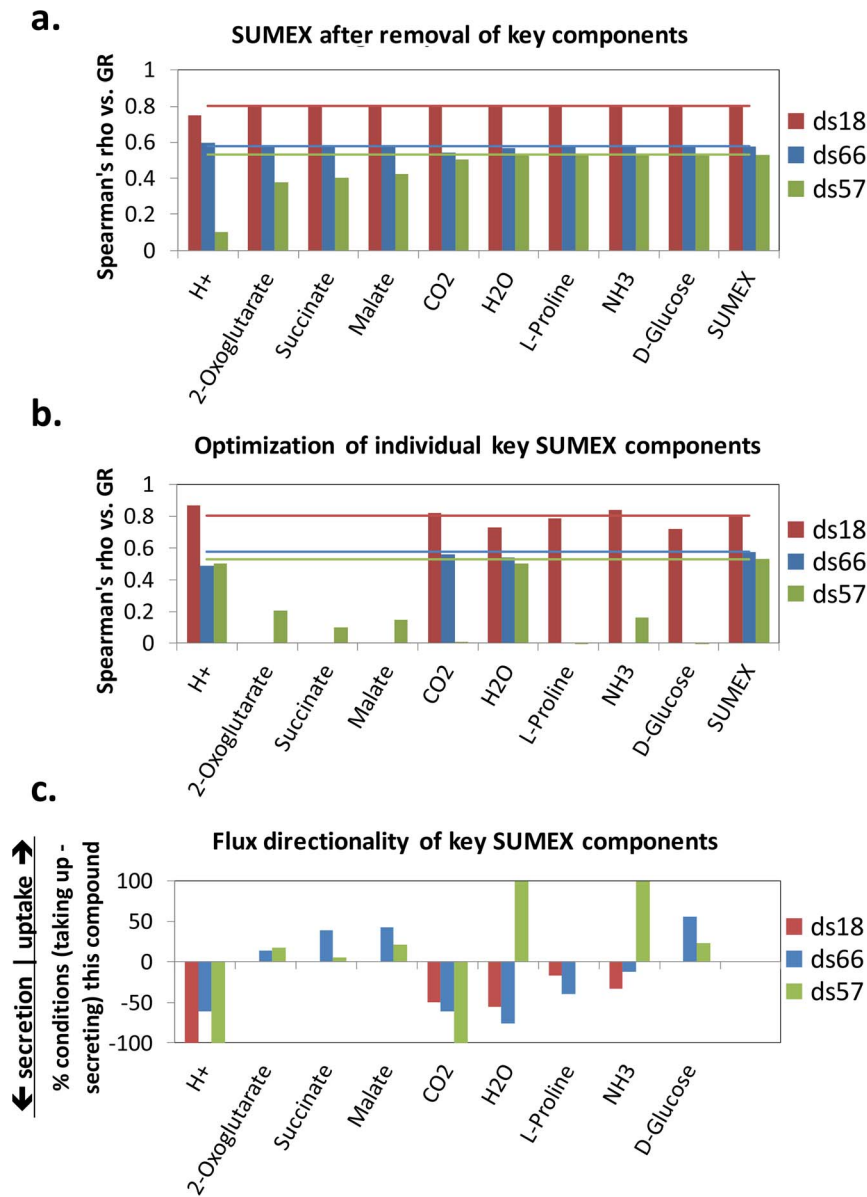 a.
SUMEX after removal of key components
Spearman's rho vs. GR
1
0.8
0.6
0.4
0.2
0
H+
2-Oxoglutarate
Succinate
Malate
CO2
H2O
L-Proline
NH3
D-Glucose
SUMEX
ds18
ds66
ds57
b.
Optimization of individual key SUMEX components
Spearman's rho vs. GR
1
0.8
0.6
0.4
0.2
0
H+
2-Oxoglutarate
Succinate
Malate
CO2
H2O
L-Proline
NH3
D-Glucose
SUMEX
ds18
ds66
ds57
c.
Flux directionality of key SUMEX components
← secretion | uptake →
% conditions (taking up -
secreting) this compound
100
50
0
-50
-100
H+
2-Oxoglutarate
Succinate
Malate
CO2
H2O
L-Proline
NH3
D-Glucose
ds18
ds66
ds57